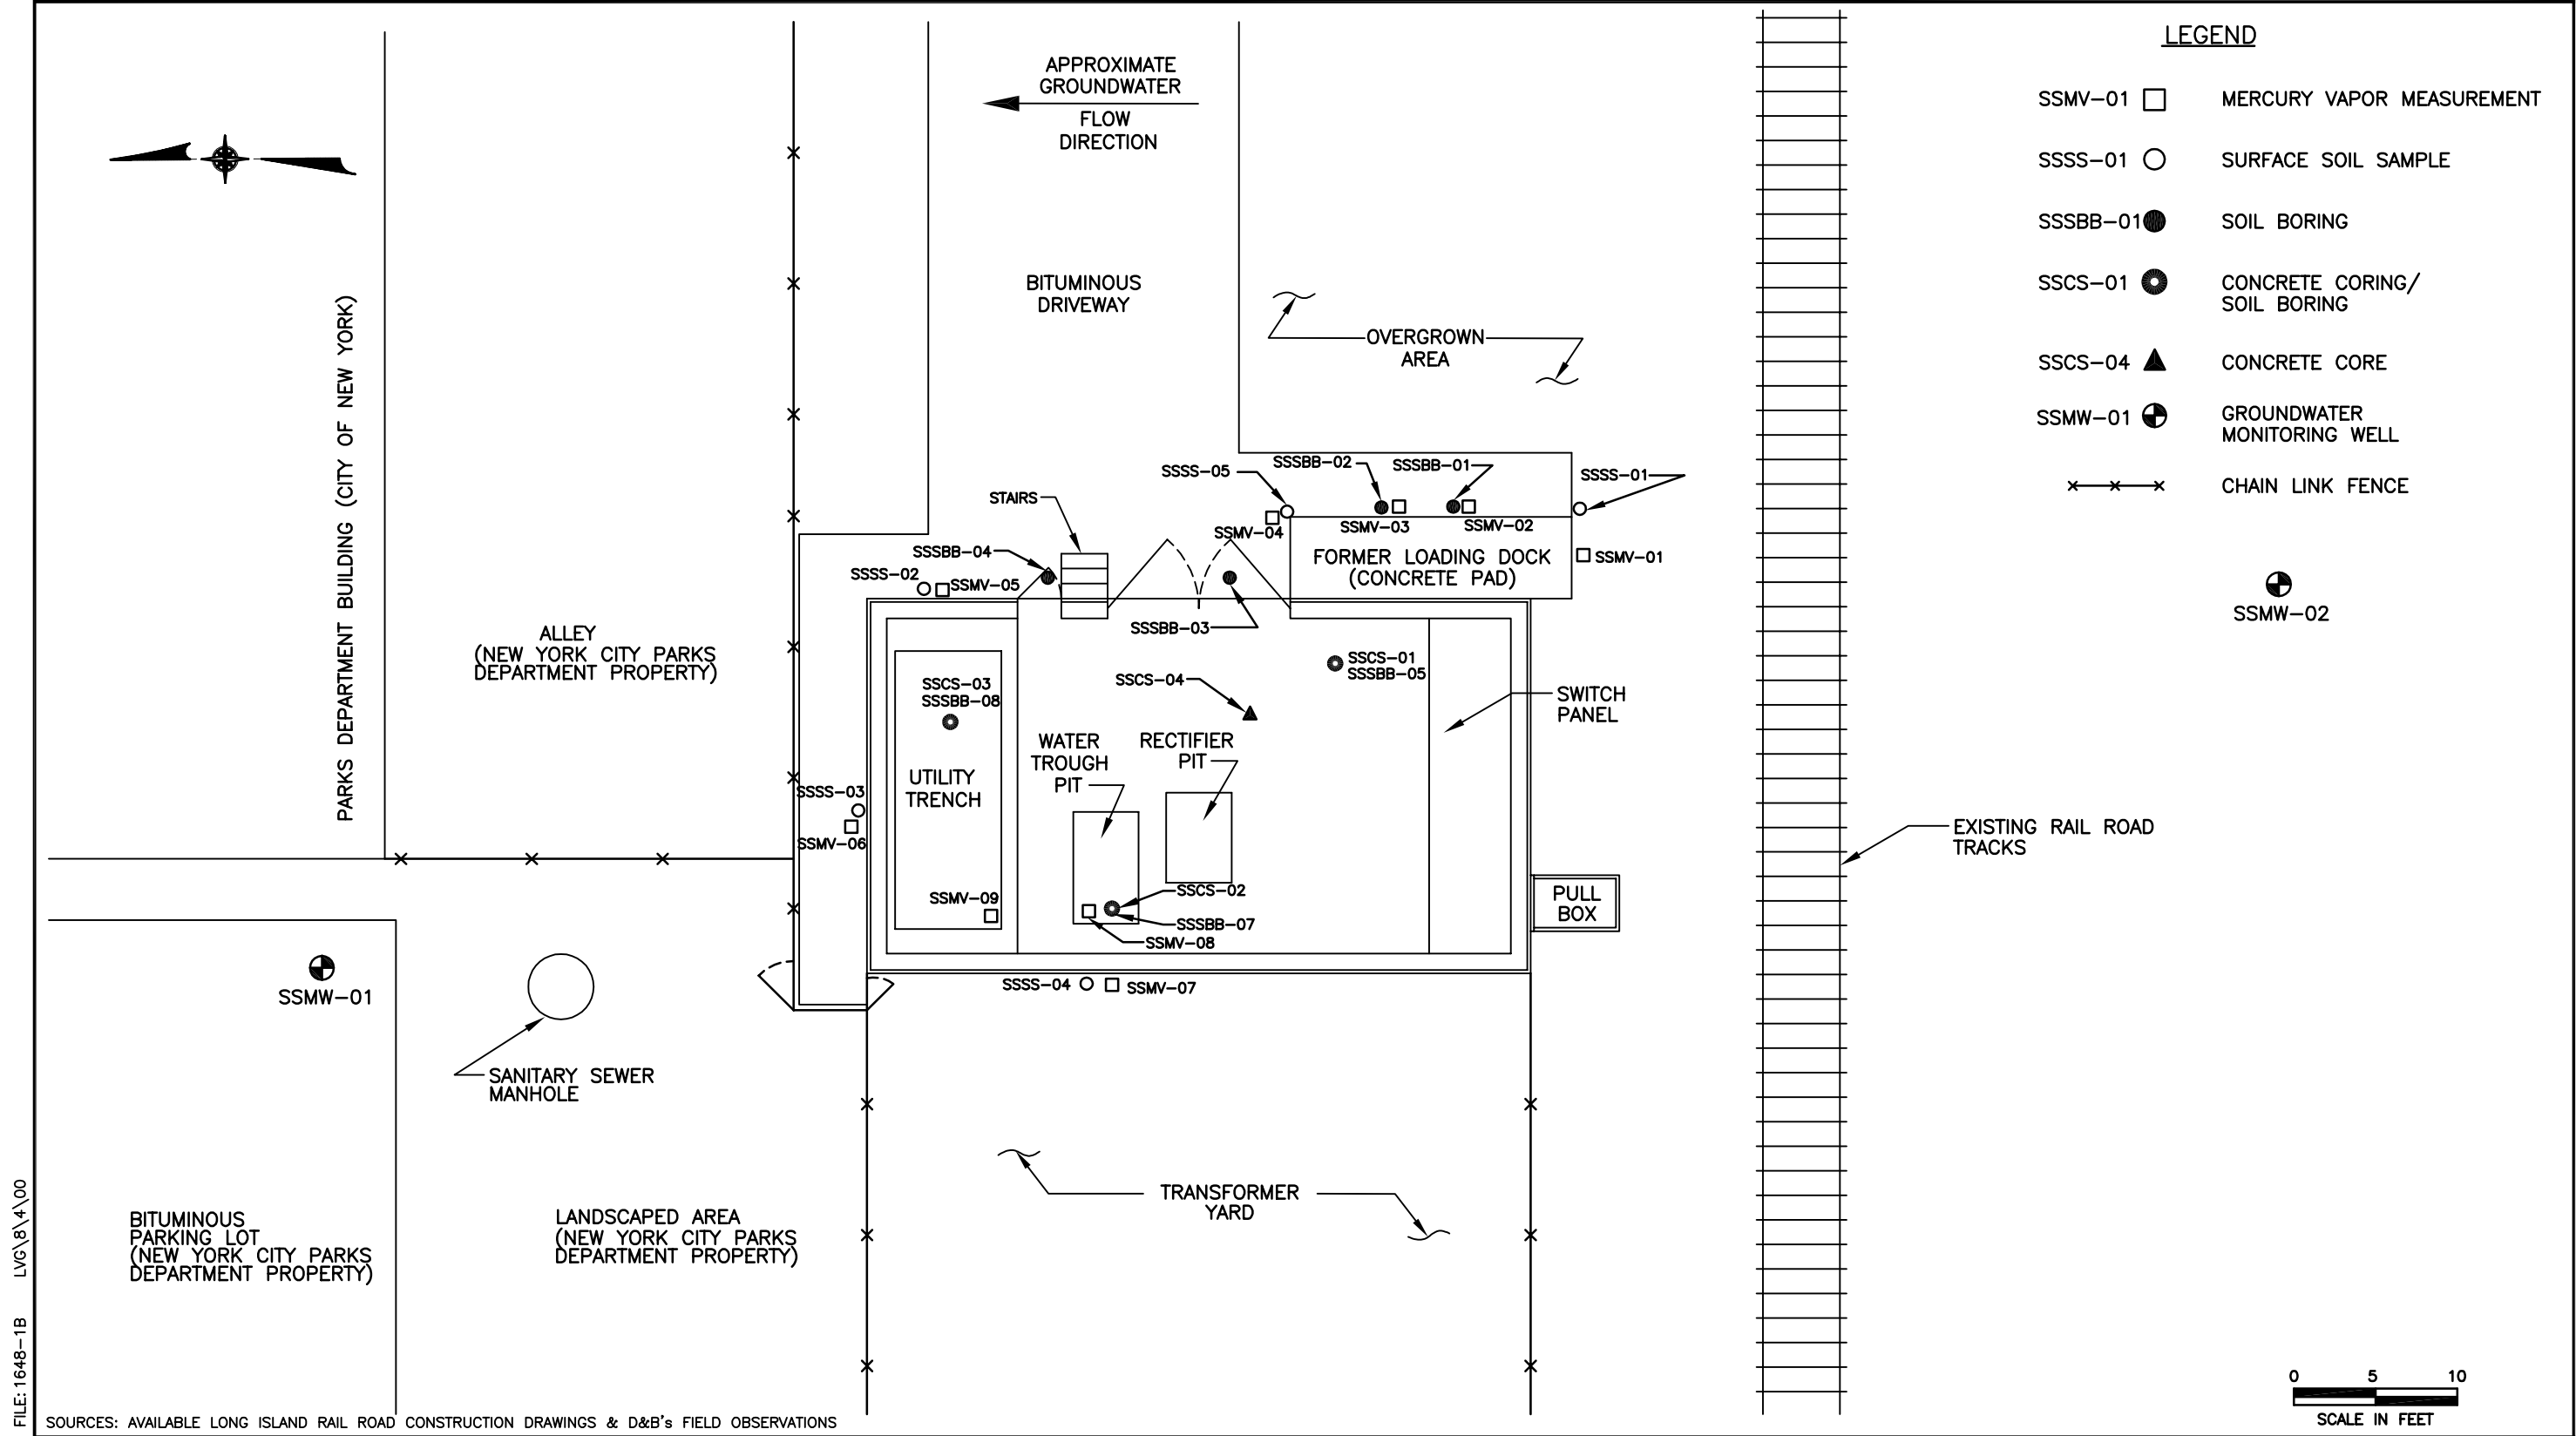 APPROXIMATE
GROUNDWATER
FLOW
DIRECTION
LEGEND
SSMV-01 MERCURY VAPOR MEASUREMENT
SSSS-01 SURFACE SOIL SAMPLE
SSSBB-01 SOIL BORING
SSCS-01 CONCRETE CORING/
SOIL BORING
SSCS-04 CONCRETE CORE
SSMW-01 GROUNDWATER
MONITORING WELL
CHAIN LINK FENCE
PARKS DEPARTMENT BUILDING (CITY OF NEW YORK)
BITUMINOUS
DRIVEWAY
OVERGROWN
AREA
SSSS-05
SSSBB-02
SSSBB-01
SSSS-01
STAIRS
SSMV-04
SSMV-03
SSMV-02
SSSBB-04
FORMER LOADING DOCK
(CONCRETE PAD)
SSMV-01
SSSS-02
SSMV-05
SSMW-02
SSSBB-03
ALLEY
(NEW YORK CITY PARKS
DEPARTMENT PROPERTY)
SSCS-01
SSSBB-05
SSCS-03
SSSBB-08
SSCS-04
SWITCH
PANEL
WATER
TROUGH
PIT
RECTIFIER
PIT
UTILITY
TRENCH
SSSS-03
SSMV-06
EXISTING RAIL ROAD
TRACKS
SSMV-09
SSCS-02
SSSBB-07
SSMV-08
PULL
BOX
SSMW-01
SSSS-04
SSMV-07
SANITARY SEWER
MANHOLE
TRANSFORMER
YARD
BITUMINOUS
PARKING LOT
(NEW YORK CITY PARKS
DEPARTMENT PROPERTY)
LANDSCAPED AREA
(NEW YORK CITY PARKS
DEPARTMENT PROPERTY)
0 5 10
SCALE IN FEET
FILE: 1648-1B LVG\8\4\00
SOURCES: AVAILABLE LONG ISLAND RAIL ROAD CONSTRUCTION DRAWINGS & D&B's FIELD OBSERVATIONS